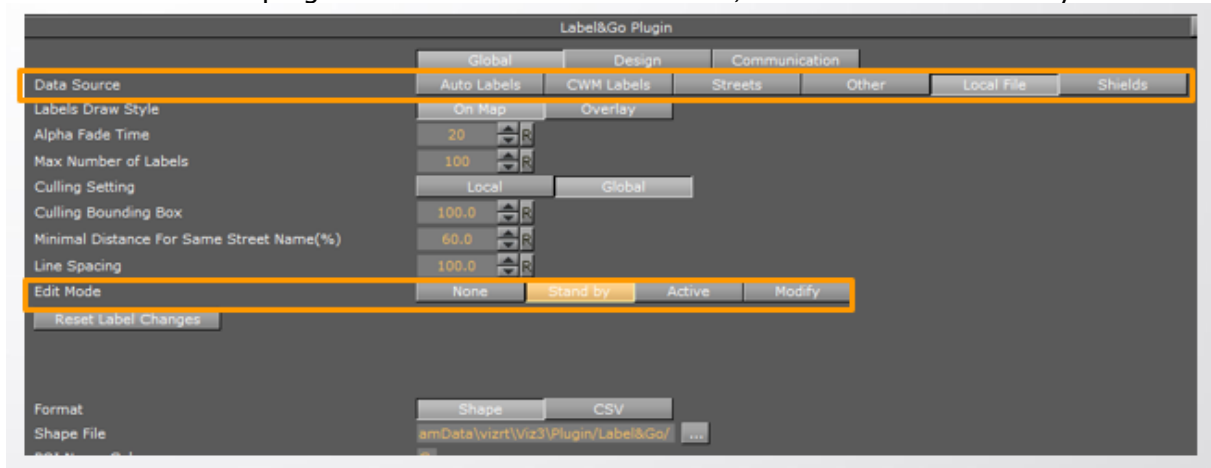 Label&Go Plugin
Global Design Communication
Data Source Auto Labels CWM Labels Streets Other Local File Shields
Labels Draw Style On Map Overlay
Alpha Fade Time 20 R
Max Number of Labels 100 R
Culling Setting Local Global
Culling Bounding Box 100.0 R
Minimal Distance For Same Street Name(%) 60.0 R
Line Spacing 100.0 R
Edit Mode None Stand by Active Modify
Reset Label Changes
Format Shape CSV
Shape File amData\vizrt\Viz3\Plugin/Label&Go/ ...